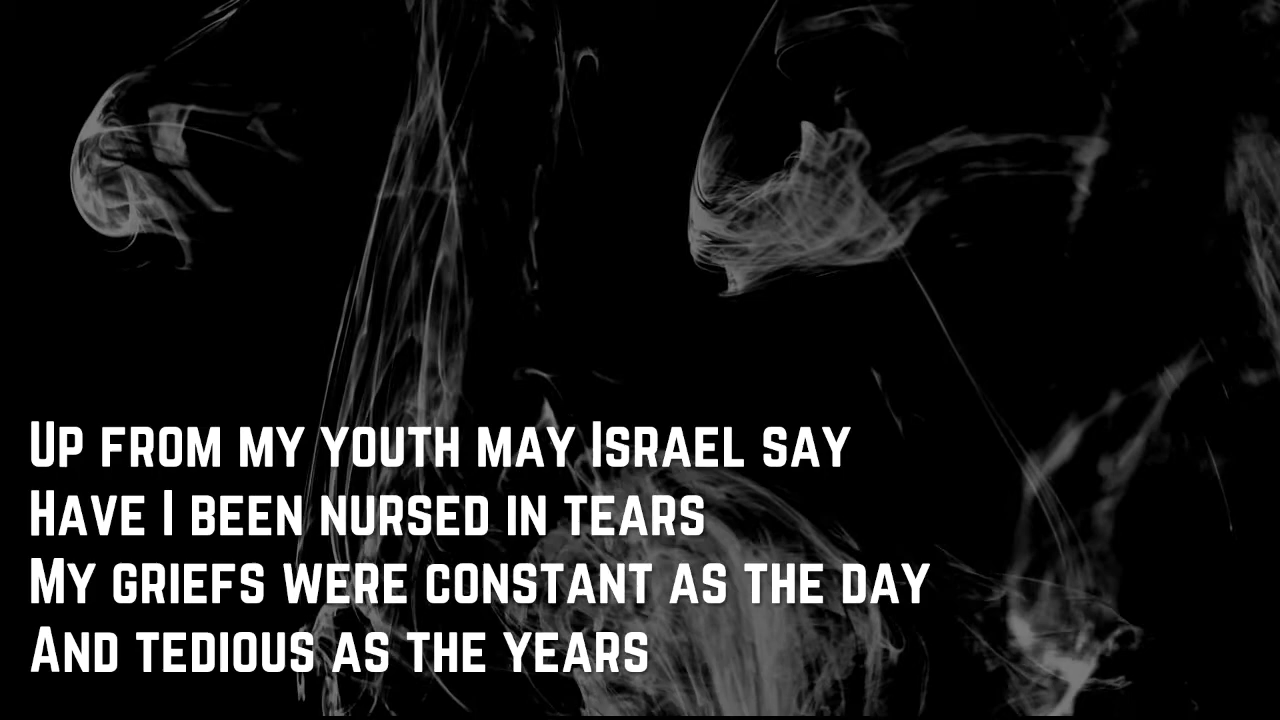 Up from my youth may Israel say
Have I been nursed in tears
My griefs were constant as the day
And tedious as the years